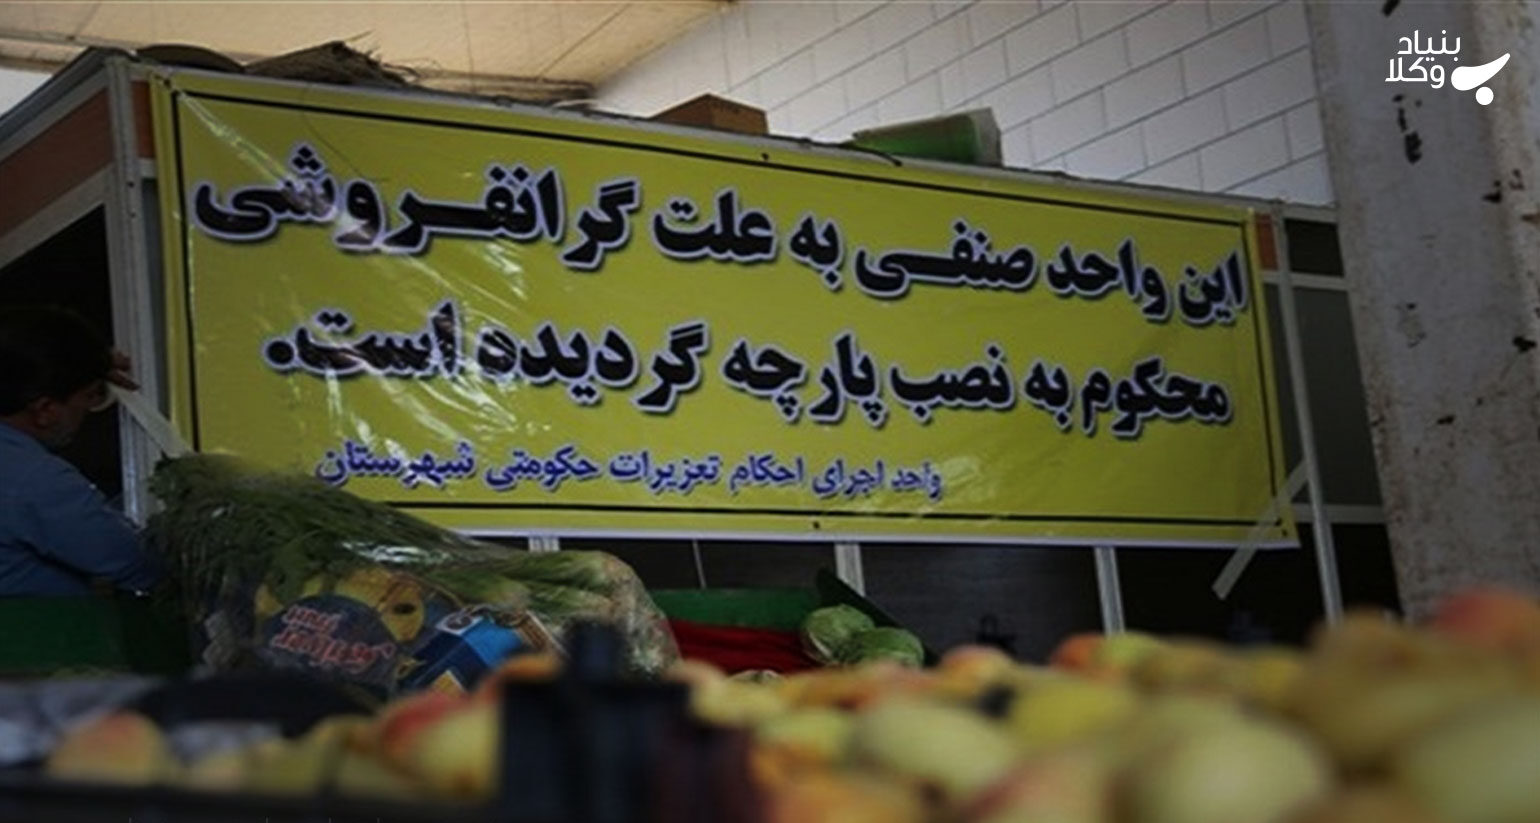 بنیاد
وکلا
این واحد صنفی به علت گرانفروشی
محکوم به نصب پارچه گردیده است.
واحد اجرای احکام تعزیرات حکومتی شهرستان